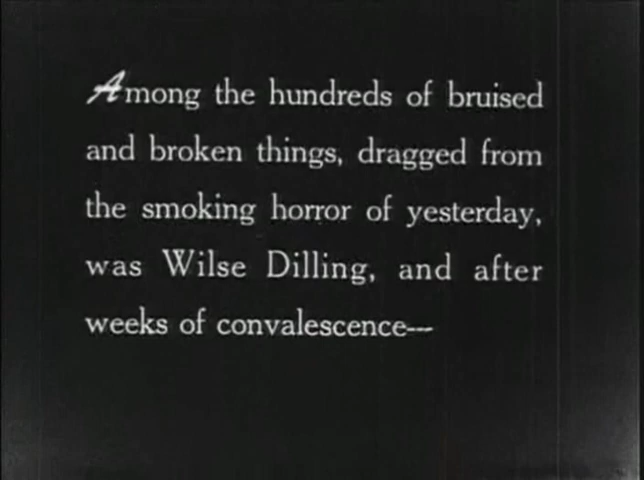 Among the hundreds of bruised
and broken things, dragged from
the smoking horror of yesterday,
was Wilse Dilling, and after
weeks of convalescence—